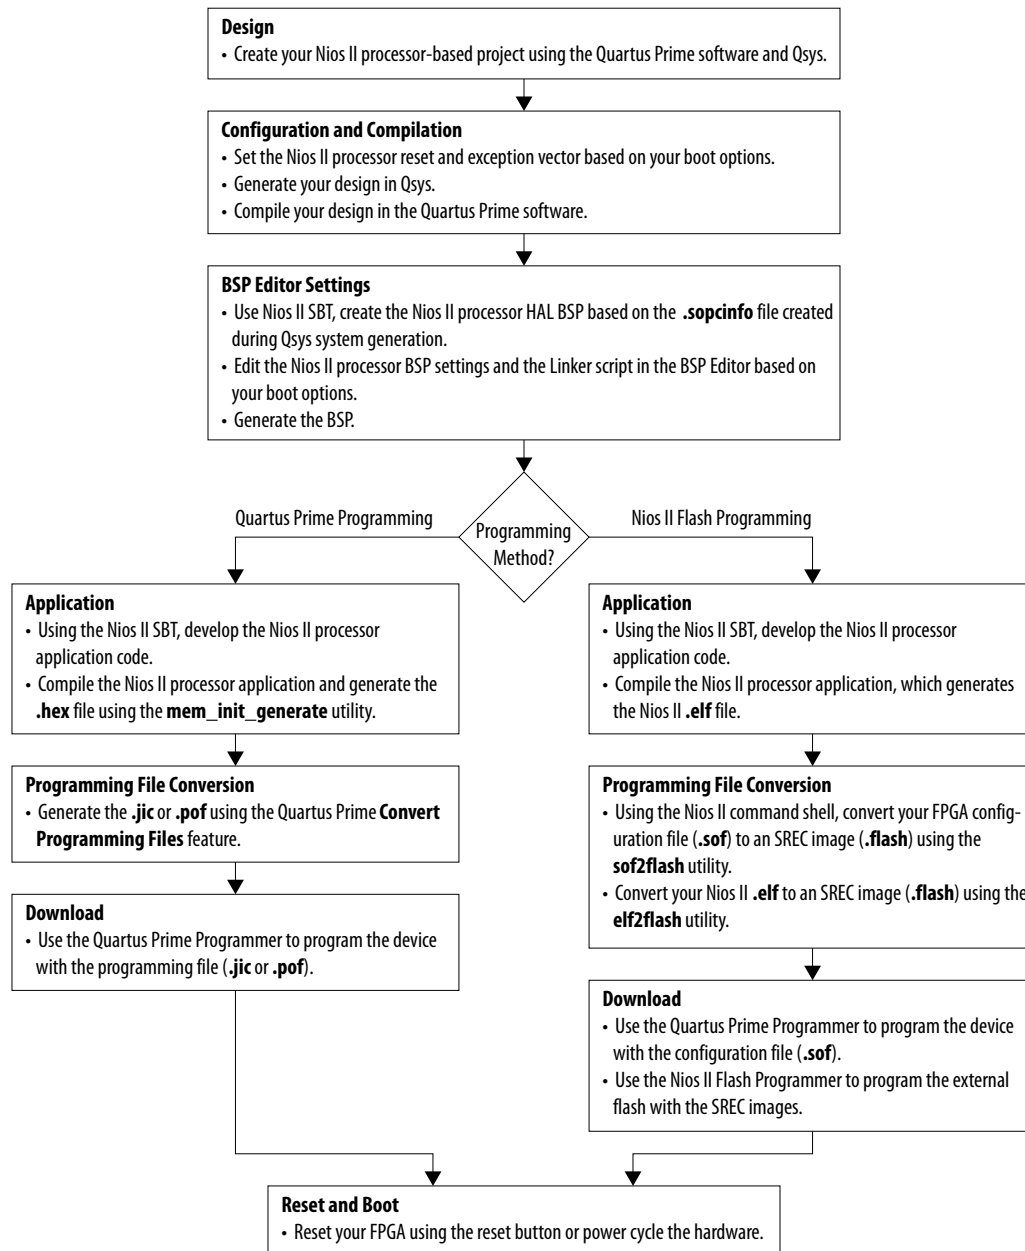 Design
• Create your Nios II processor-based project using the Quartus Prime software and Qsys.
Configuration and Compilation
• Set the Nios II processor reset and exception vector based on your boot options.
• Generate your design in Qsys.
• Compile your design in the Quartus Prime software.
BSP Editor Settings
• Use Nios II SBT, create the Nios II processor HAL BSP based on the .sopcinfo file created
during Qsys system generation.
• Edit the Nios II processor BSP settings and the Linker script in the BSP Editor based on
your boot options.
• Generate the BSP.
Quartus Prime Programming
Programming
Method?
Nios II Flash Programming
Application
• Using the Nios II SBT, develop the Nios II processor
application code.
• Compile the Nios II processor application and generate the
.hex file using the mem_init_generate utility.
Programming File Conversion
• Generate the .jic or .pof using the Quartus Prime Convert
Programming Files feature.
Download
• Use the Quartus Prime Programmer to program the device
with the programming file (.jic or .pof).
Application
• Using the Nios II SBT, develop the Nios II processor
application code.
• Compile the Nios II processor application, which generates
the Nios II .elf file.
Programming File Conversion
• Using the Nios II command shell, convert your FPGA config-
uration file (.sof) to an SREC image (.flash) using the
sof2flash utility.
• Convert your Nios II .elf to an SREC image (.flash) using the
elf2flash utility.
Download
• Use the Quartus Prime Programmer to program the device
with the configuration file (.sof).
• Use the Nios II Flash Programmer to program the external
flash with the SREC images.
Reset and Boot
• Reset your FPGA using the reset button or power cycle the hardware.